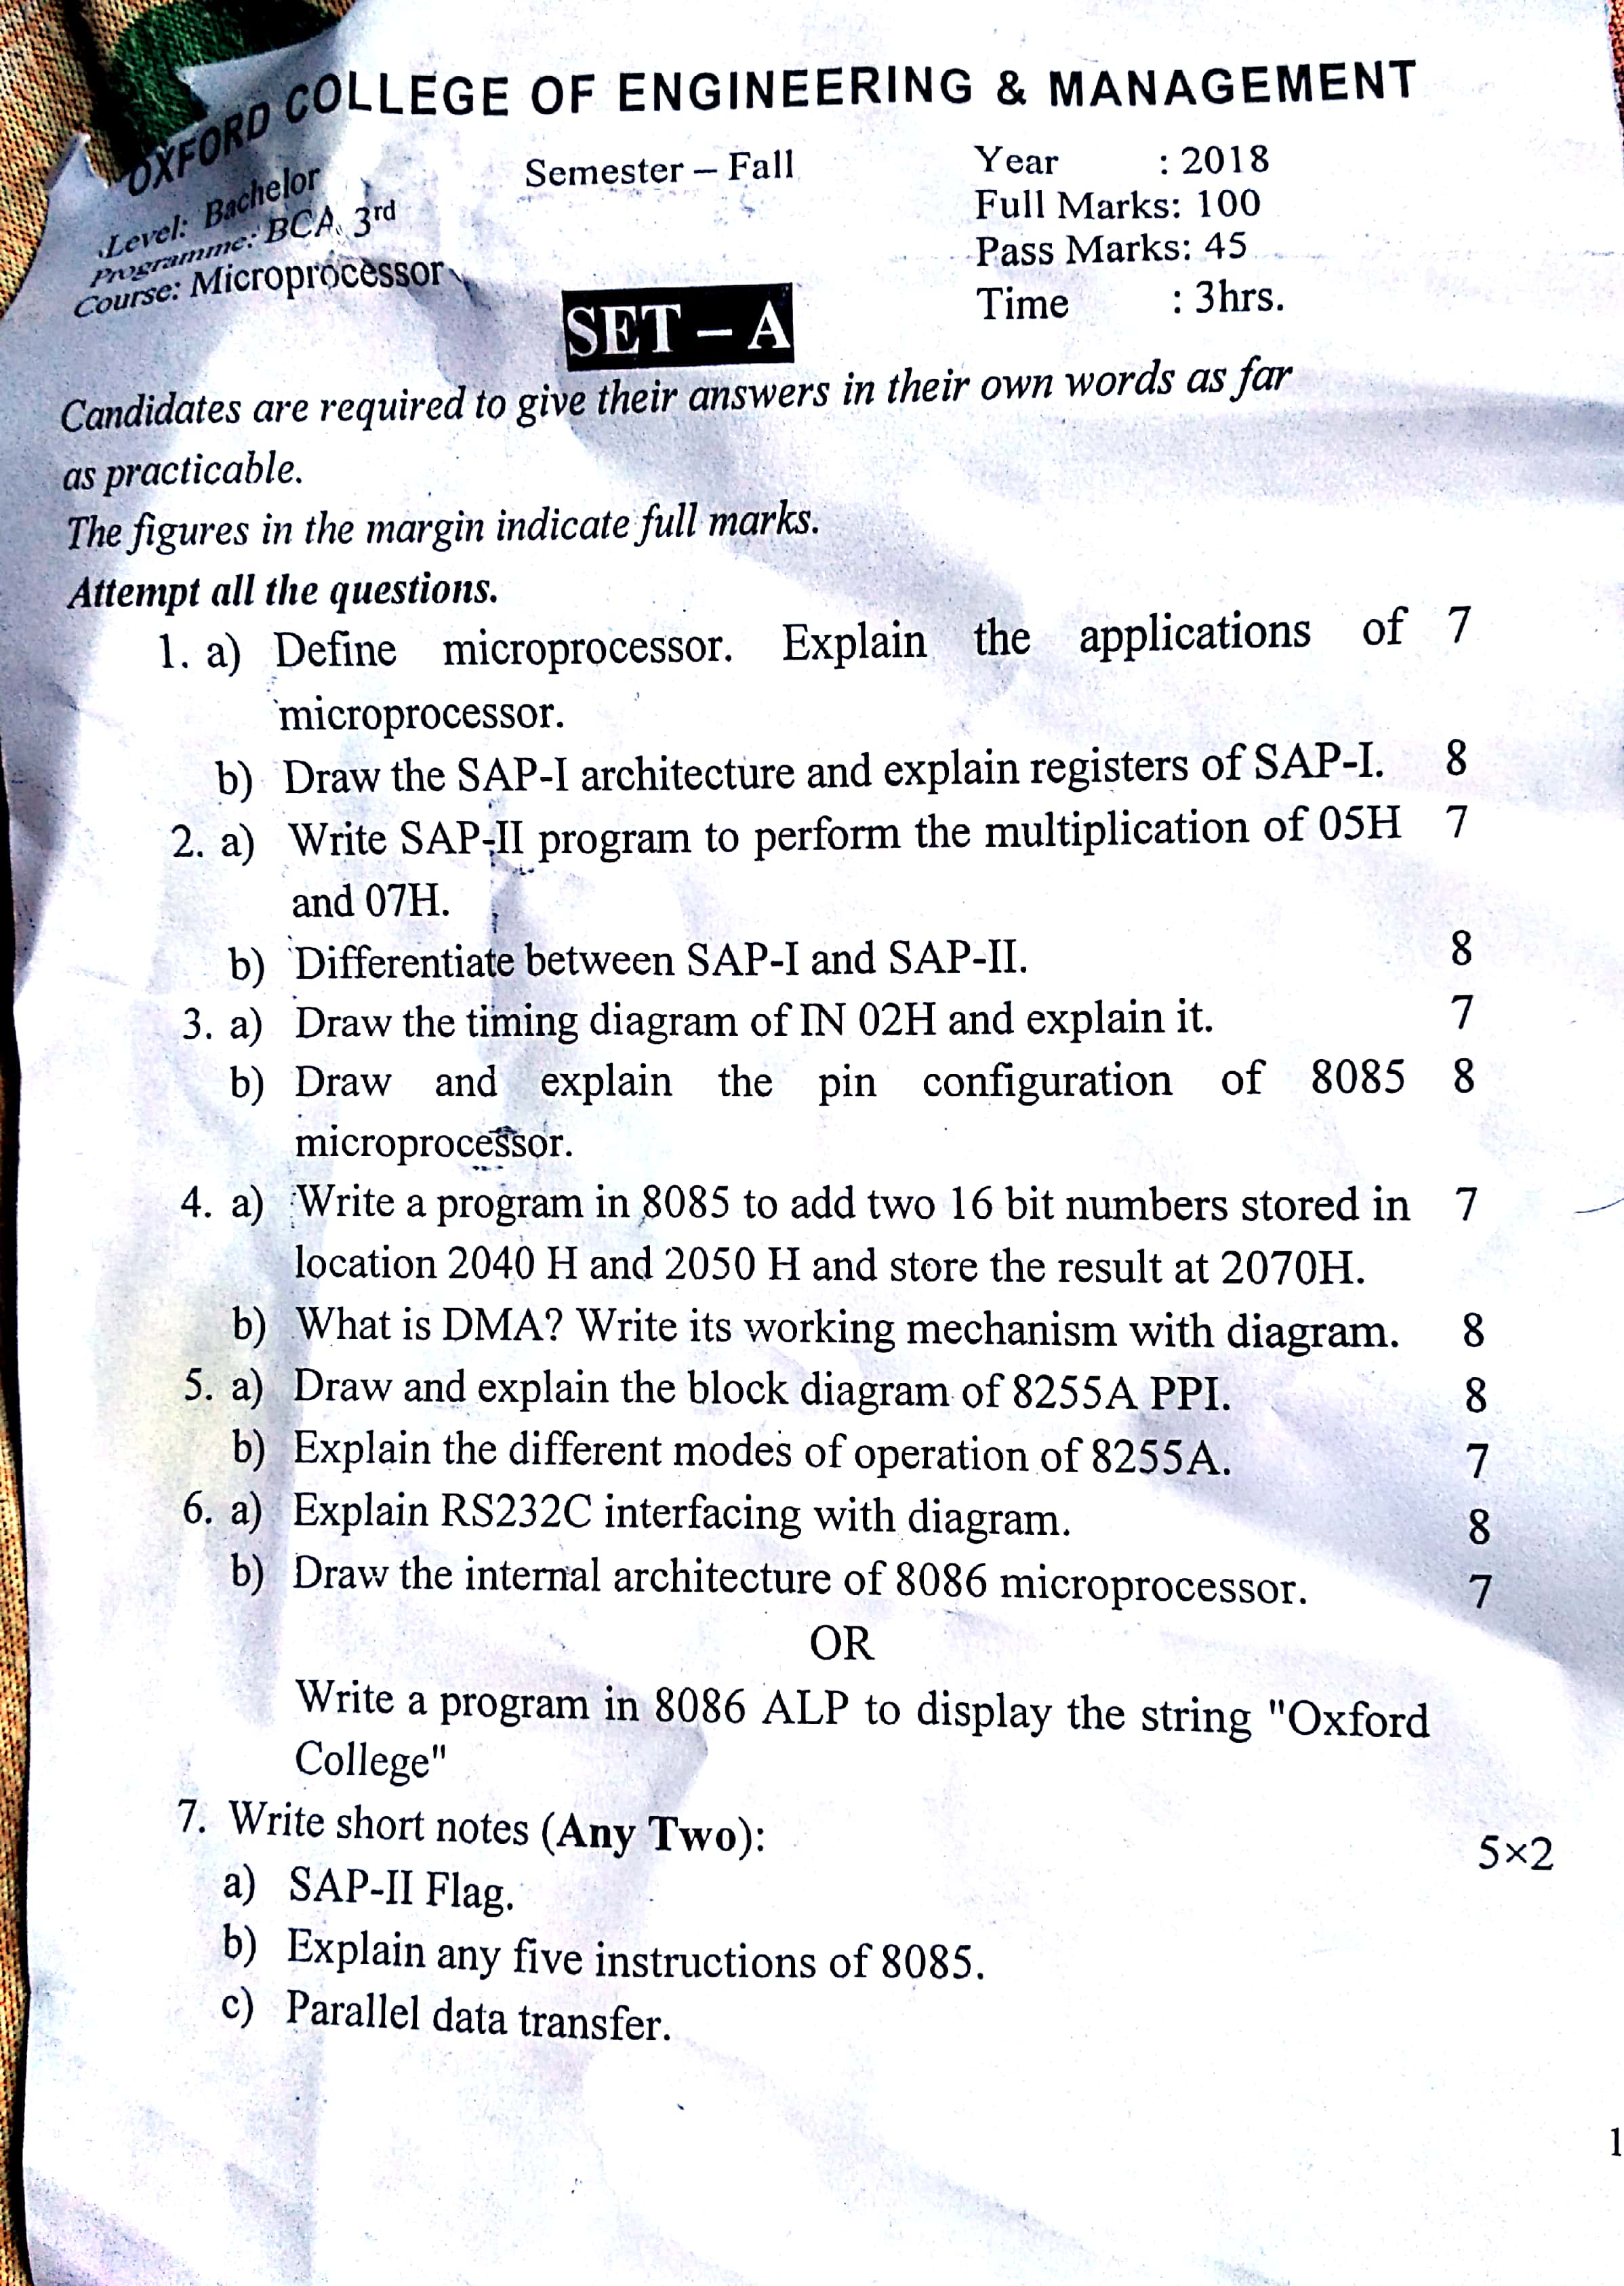 OXFORD COLLEGE OF ENGINEERING & MANAGEMENT
Level: Bachelor Semester – Fall Year : 2018
Programme: BCA 3rd Full Marks: 100
Course: Microprocessor Pass Marks: 45
Time : 3hrs.
SET – A
Candidates are required to give their answers in their own words as far
as practicable.
The figures in the margin indicate full marks.
Attempt all the questions.
1. a) Define microprocessor. Explain the applications of 7
microprocessor.
b) Draw the SAP-I architecture and explain registers of SAP-I. 8
2. a) Write SAP-II program to perform the multiplication of 05H 7
and 07H.
b) Differentiate between SAP-I and SAP-II. 8
3. a) Draw the timing diagram of IN 02H and explain it. 7
b) Draw and explain the pin configuration of 8085 8
microprocessor.
4. a) Write a program in 8085 to add two 16 bit numbers stored in 7
location 2040 H and 2050 H and store the result at 2070H.
b) What is DMA? Write its working mechanism with diagram. 8
5. a) Draw and explain the block diagram of 8255A PPI. 8
b) Explain the different modes of operation of 8255A. 7
6. a) Explain RS232C interfacing with diagram. 8
b) Draw the internal architecture of 8086 microprocessor. 7
OR
Write a program in 8086 ALP to display the string "Oxford
College"
7. Write short notes (Any Two): 5×2
a) SAP-II Flag.
b) Explain any five instructions of 8085.
c) Parallel data transfer.
1